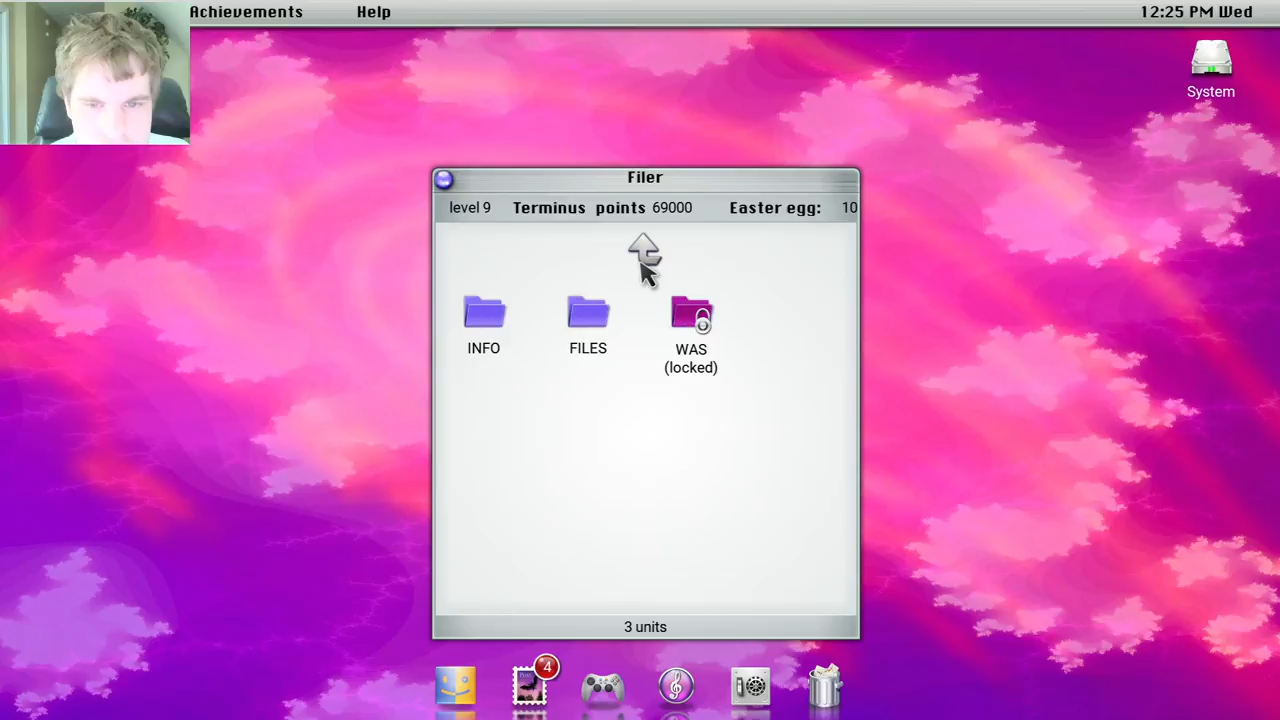 Achievements Help 12:25 PM Wed
System
Filer
level 9 Terminus points 69000 Easter egg: 10
INFO FILES WAS
(locked)
3 units
4